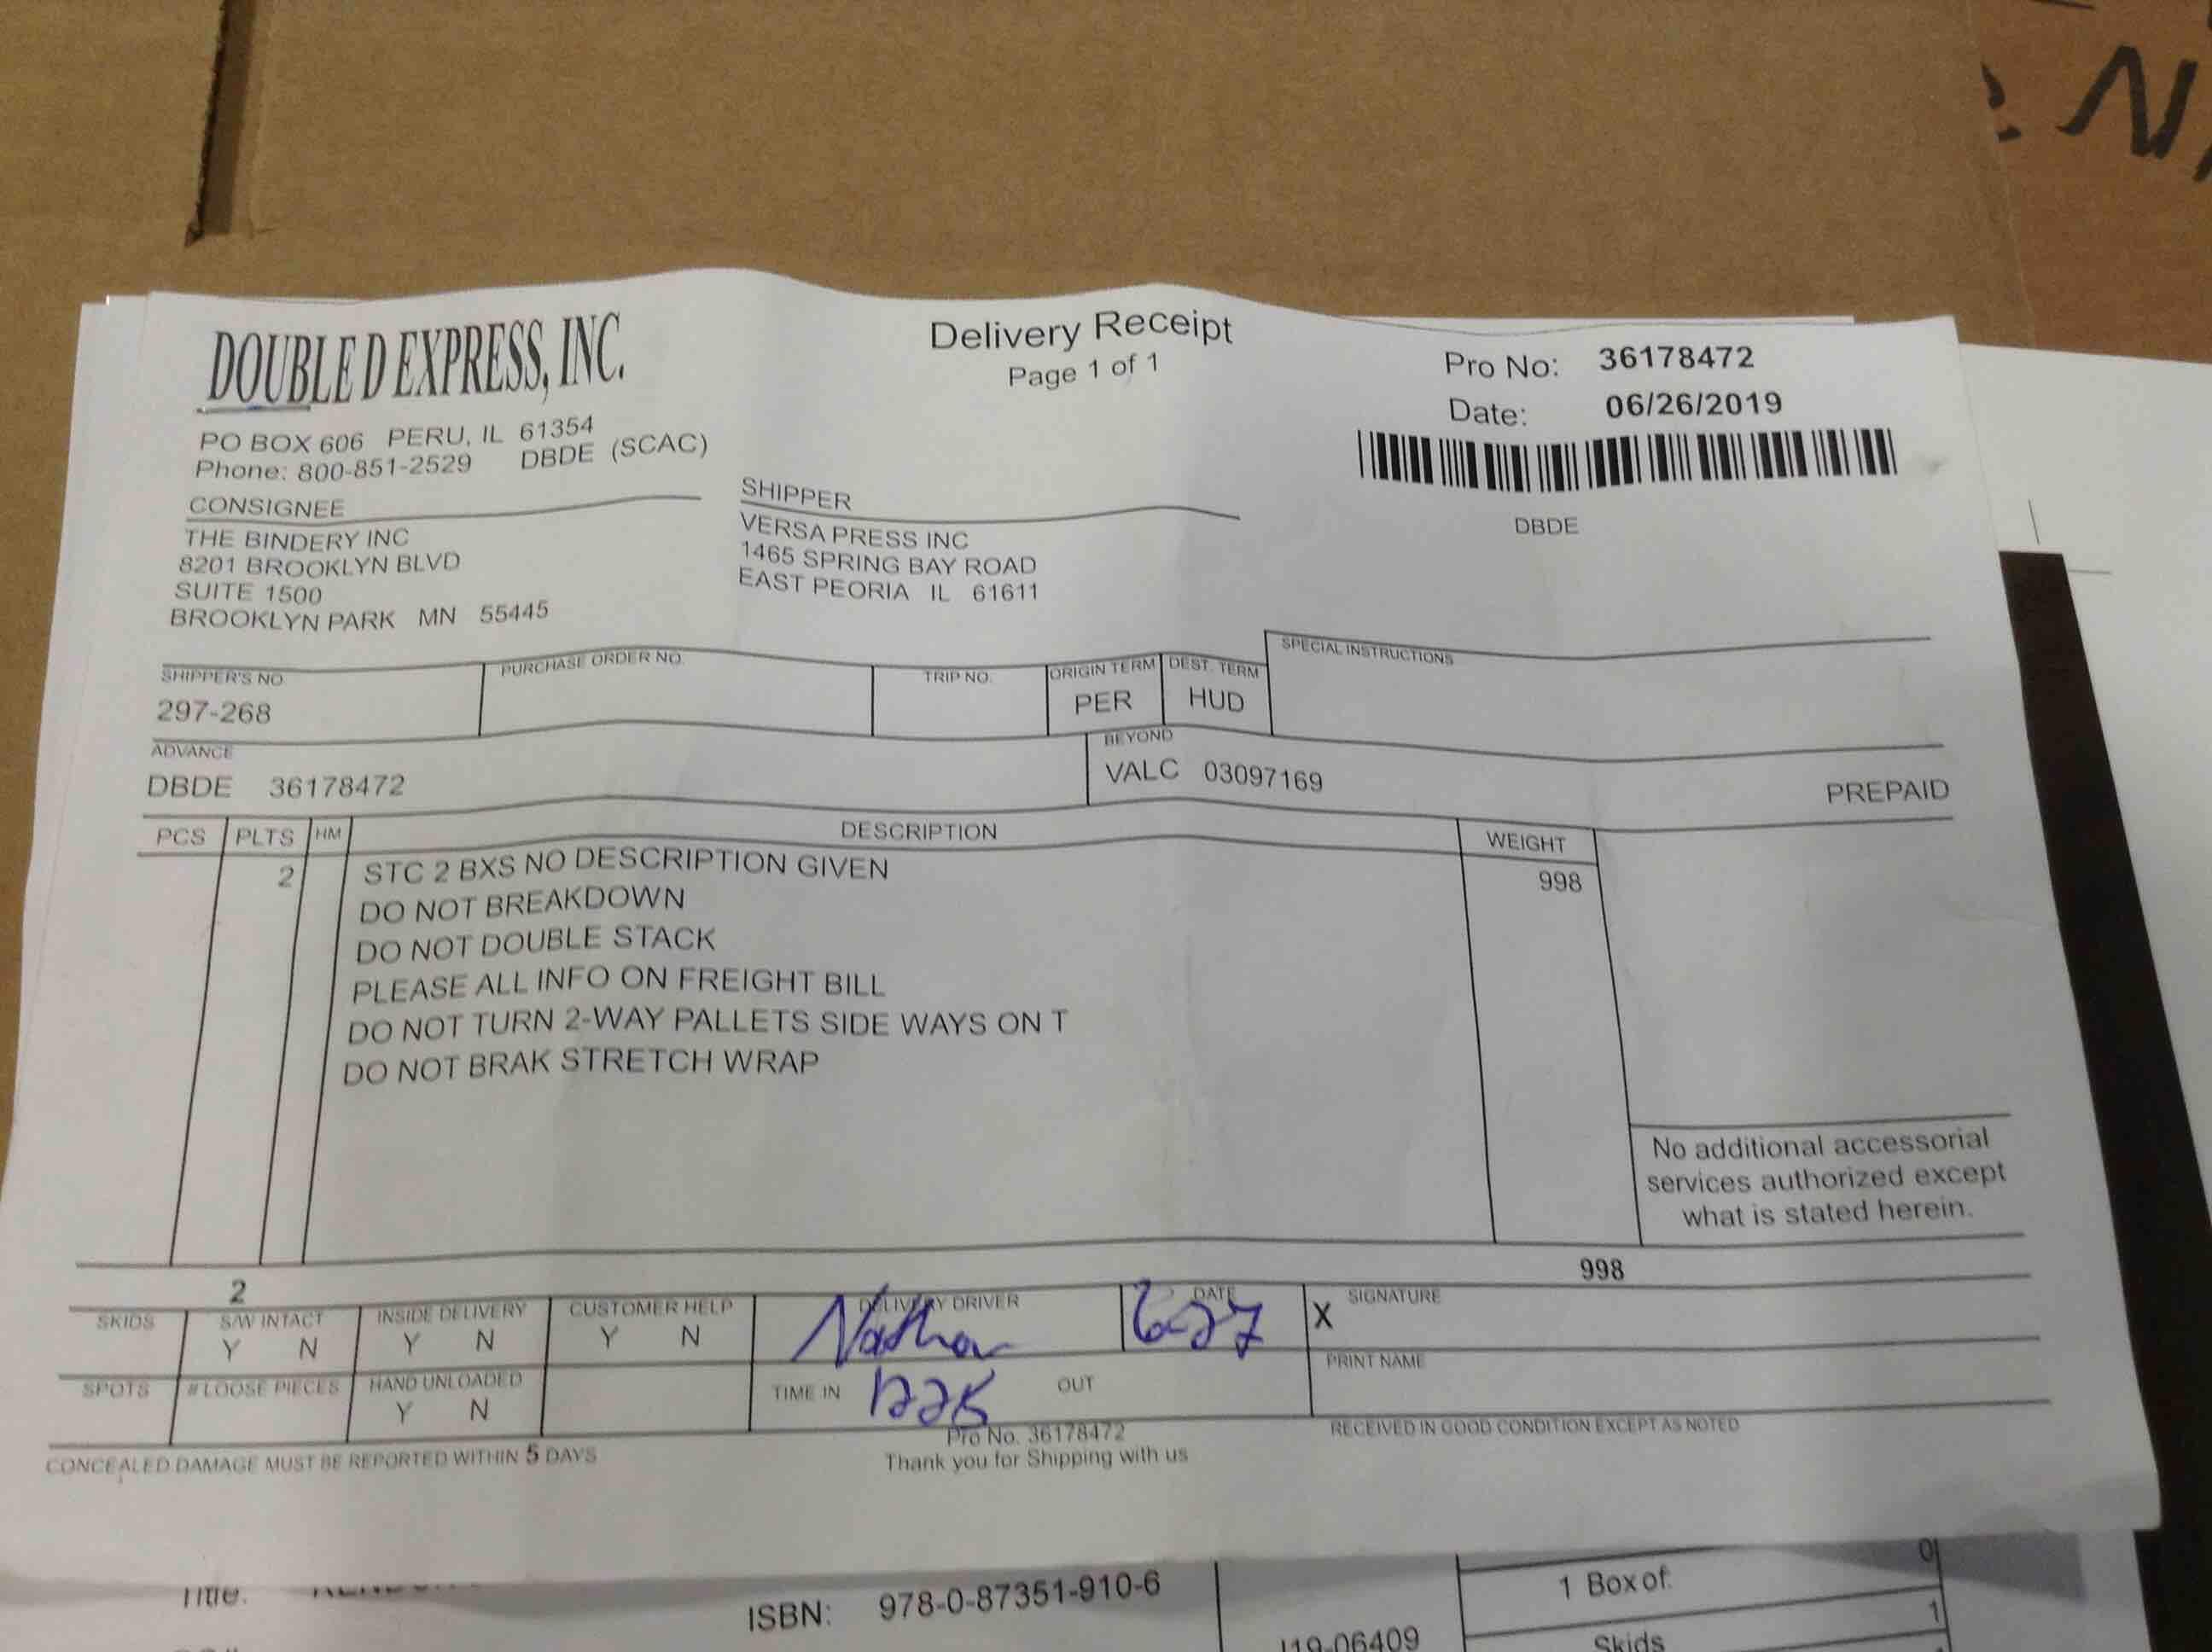 N
DOUBLE D EXPRESS, INC.
Delivery Receipt
Page 1 of 1
Pro No: 36178472
Date: 06/26/2019
PO BOX 606 PERU, IL 61354
Phone: 800-851-2529 DBDE (SCAC)
DBDE
CONSIGNEE
THE BINDERY INC
8201 BROOKLYN BLVD
SUITE 1500
BROOKLYN PARK MN 55445
SHIPPER
VERSA PRESS INC
1465 SPRING BAY ROAD
EAST PEORIA IL 61611
SHIPPER'S NO PURCHASE ORDER NO. TRIP NO. ORIGIN TERM DEST. TERM SPECIAL INSTRUCTIONS
297-268 PER HUD
ADVANCE BEYOND
DBDE 36178472 VALC 03097169 PREPAID
PCS PLTS HM DESCRIPTION WEIGHT
2 STC 2 BXS NO DESCRIPTION GIVEN 998
DO NOT BREAKDOWN
DO NOT DOUBLE STACK
PLEASE ALL INFO ON FREIGHT BILL
DO NOT TURN 2-WAY PALLETS SIDE WAYS ON T
DO NOT BRAK STRETCH WRAP
No additional accessorial
services authorized except
what is stated herein.
2 998
SKIDS S/W INTACT INSIDE DELIVERY CUSTOMER HELP DELIVERY DRIVER DATE SIGNATURE
Y N Y N Y N Nathan 6-27 X
PRINT NAME
SPOTS # LOOSE PIECES HAND UNLOADED TIME IN 1225 OUT
Y N
Pro No. 36178472 RECEIVED IN GOOD CONDITION EXCEPT AS NOTED
CONCEALED DAMAGE MUST BE REPORTED WITHIN 5 DAYS Thank you for Shipping with us
Title:
ISBN: 978-0-87351-910-6
1 Box of: 0
J19-06409 Skids 1